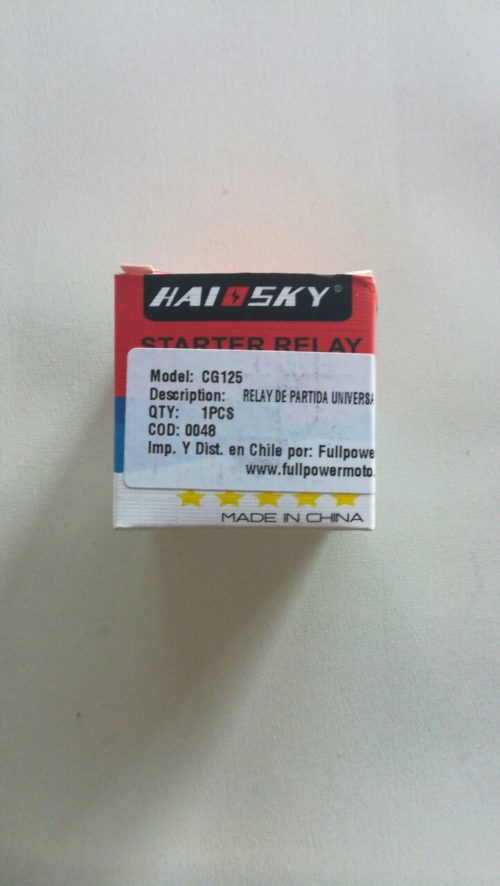 HAIOSKY®
STARTER RELAY
Model: CG125
Description: RELAY DE PARTIDA UNIVERSA
QTY: 1PCS
COD: 0048
Imp. Y Dist. en Chile por: Fullpowe
www.fullpowermoto.
MADE IN CHINA